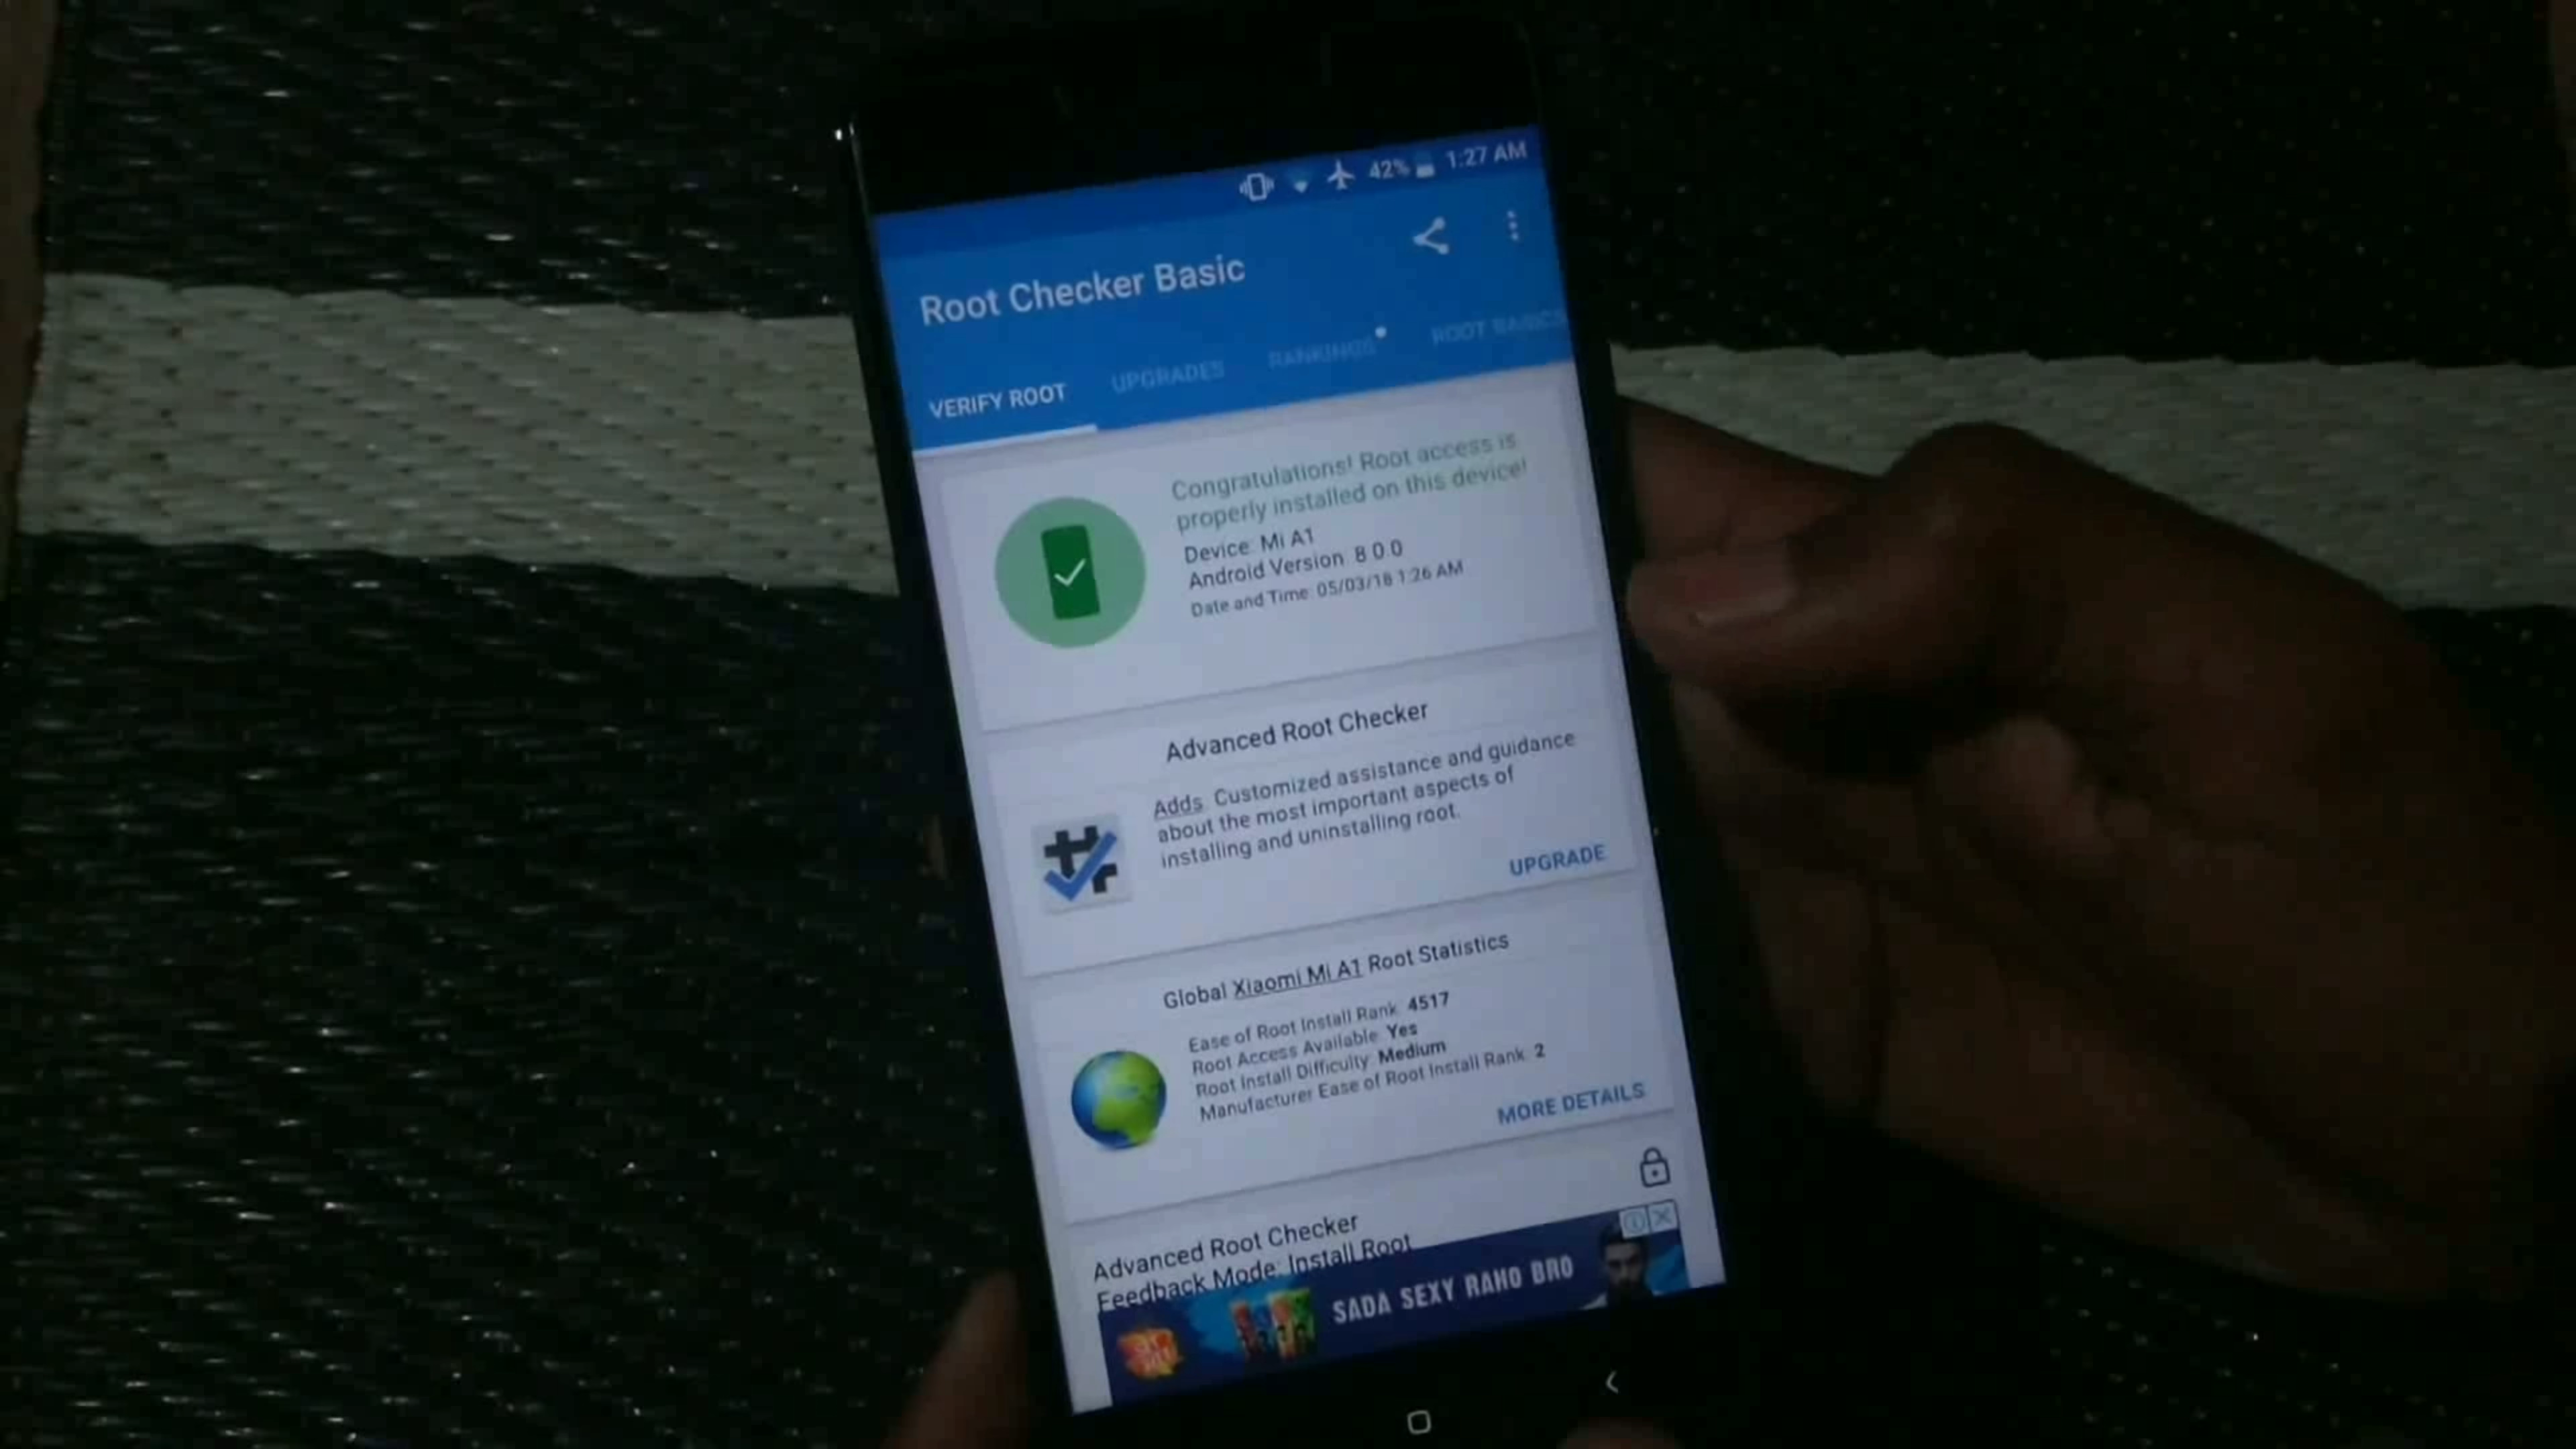 42% 1:27 AM
Root Checker Basic
VERIFY ROOT UPGRADES RANKINGS ROOT BASICS
Congratulations! Root access is
properly installed on this device!
Device: Mi A1
Android Version: 8.0.0
Date and Time: 05/03/18 1:26 AM
Advanced Root Checker
Adds: Customized assistance and guidance
about the most important aspects of
installing and uninstalling root.
UPGRADE
Global Xiaomi Mi A1 Root Statistics
Ease of Root Install Rank: 4517
Root Access Available: Yes
Root Install Difficulty: Medium
Manufacturer Ease of Root Install Rank: 2
MORE DETAILS
Advanced Root Checker
Feedback Mode: Install Root
SADA SEXY RAHO BRO